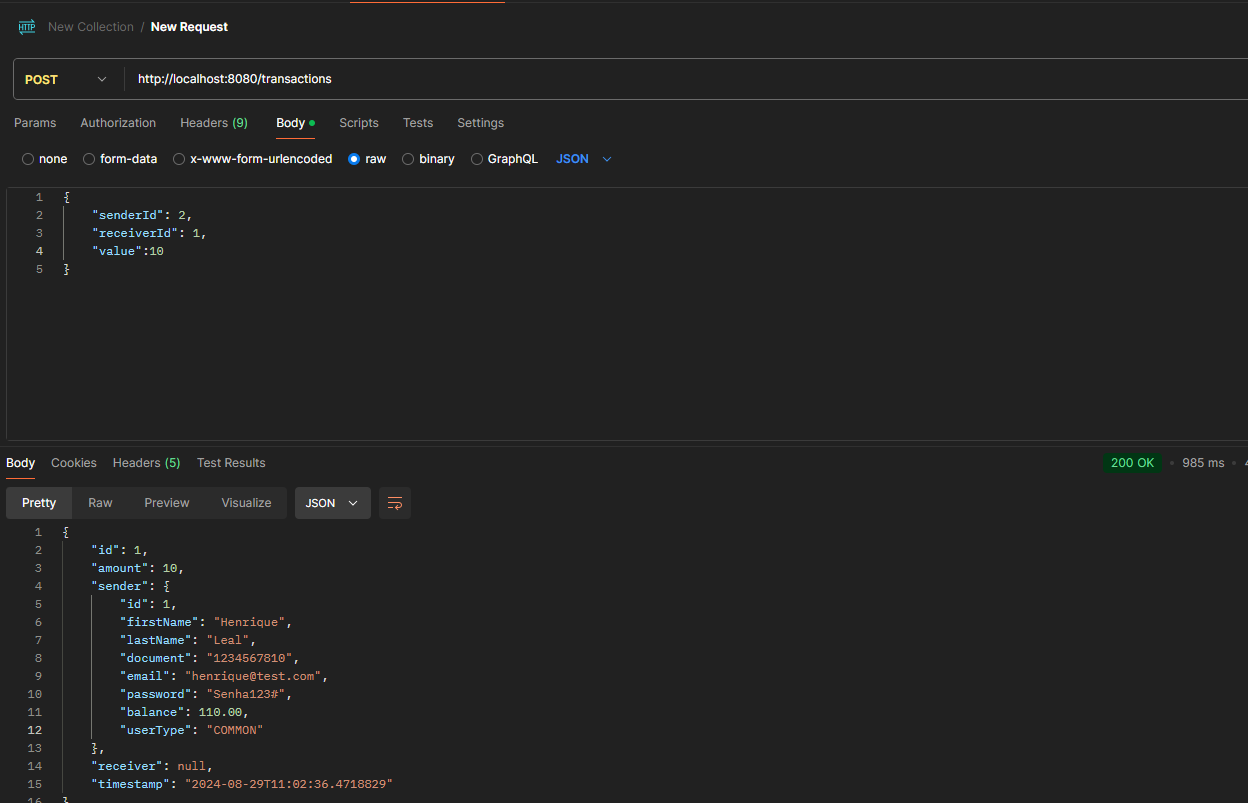 HTTP New Collection / New Request
POST http://localhost:8080/transactions
Params Authorization Headers (9) Body Scripts Tests Settings
none form-data x-www-form-urlencoded raw binary GraphQL JSON
1 {
2 "senderId": 2,
3 "receiverId": 1,
4 "value":10
5 }
Body Cookies Headers (5) Test Results 200 OK 985 ms
Pretty Raw Preview Visualize JSON
1 {
2 "id": 1,
3 "amount": 10,
4 "sender": {
5 "id": 1,
6 "firstName": "Henrique",
7 "lastName": "Leal",
8 "document": "1234567810",
9 "email": "henrique@test.com",
10 "password": "Senha123#",
11 "balance": 110.00,
12 "userType": "COMMON"
13 },
14 "receiver": null,
15 "timestamp": "2024-08-29T11:02:36.4718829"
16 }